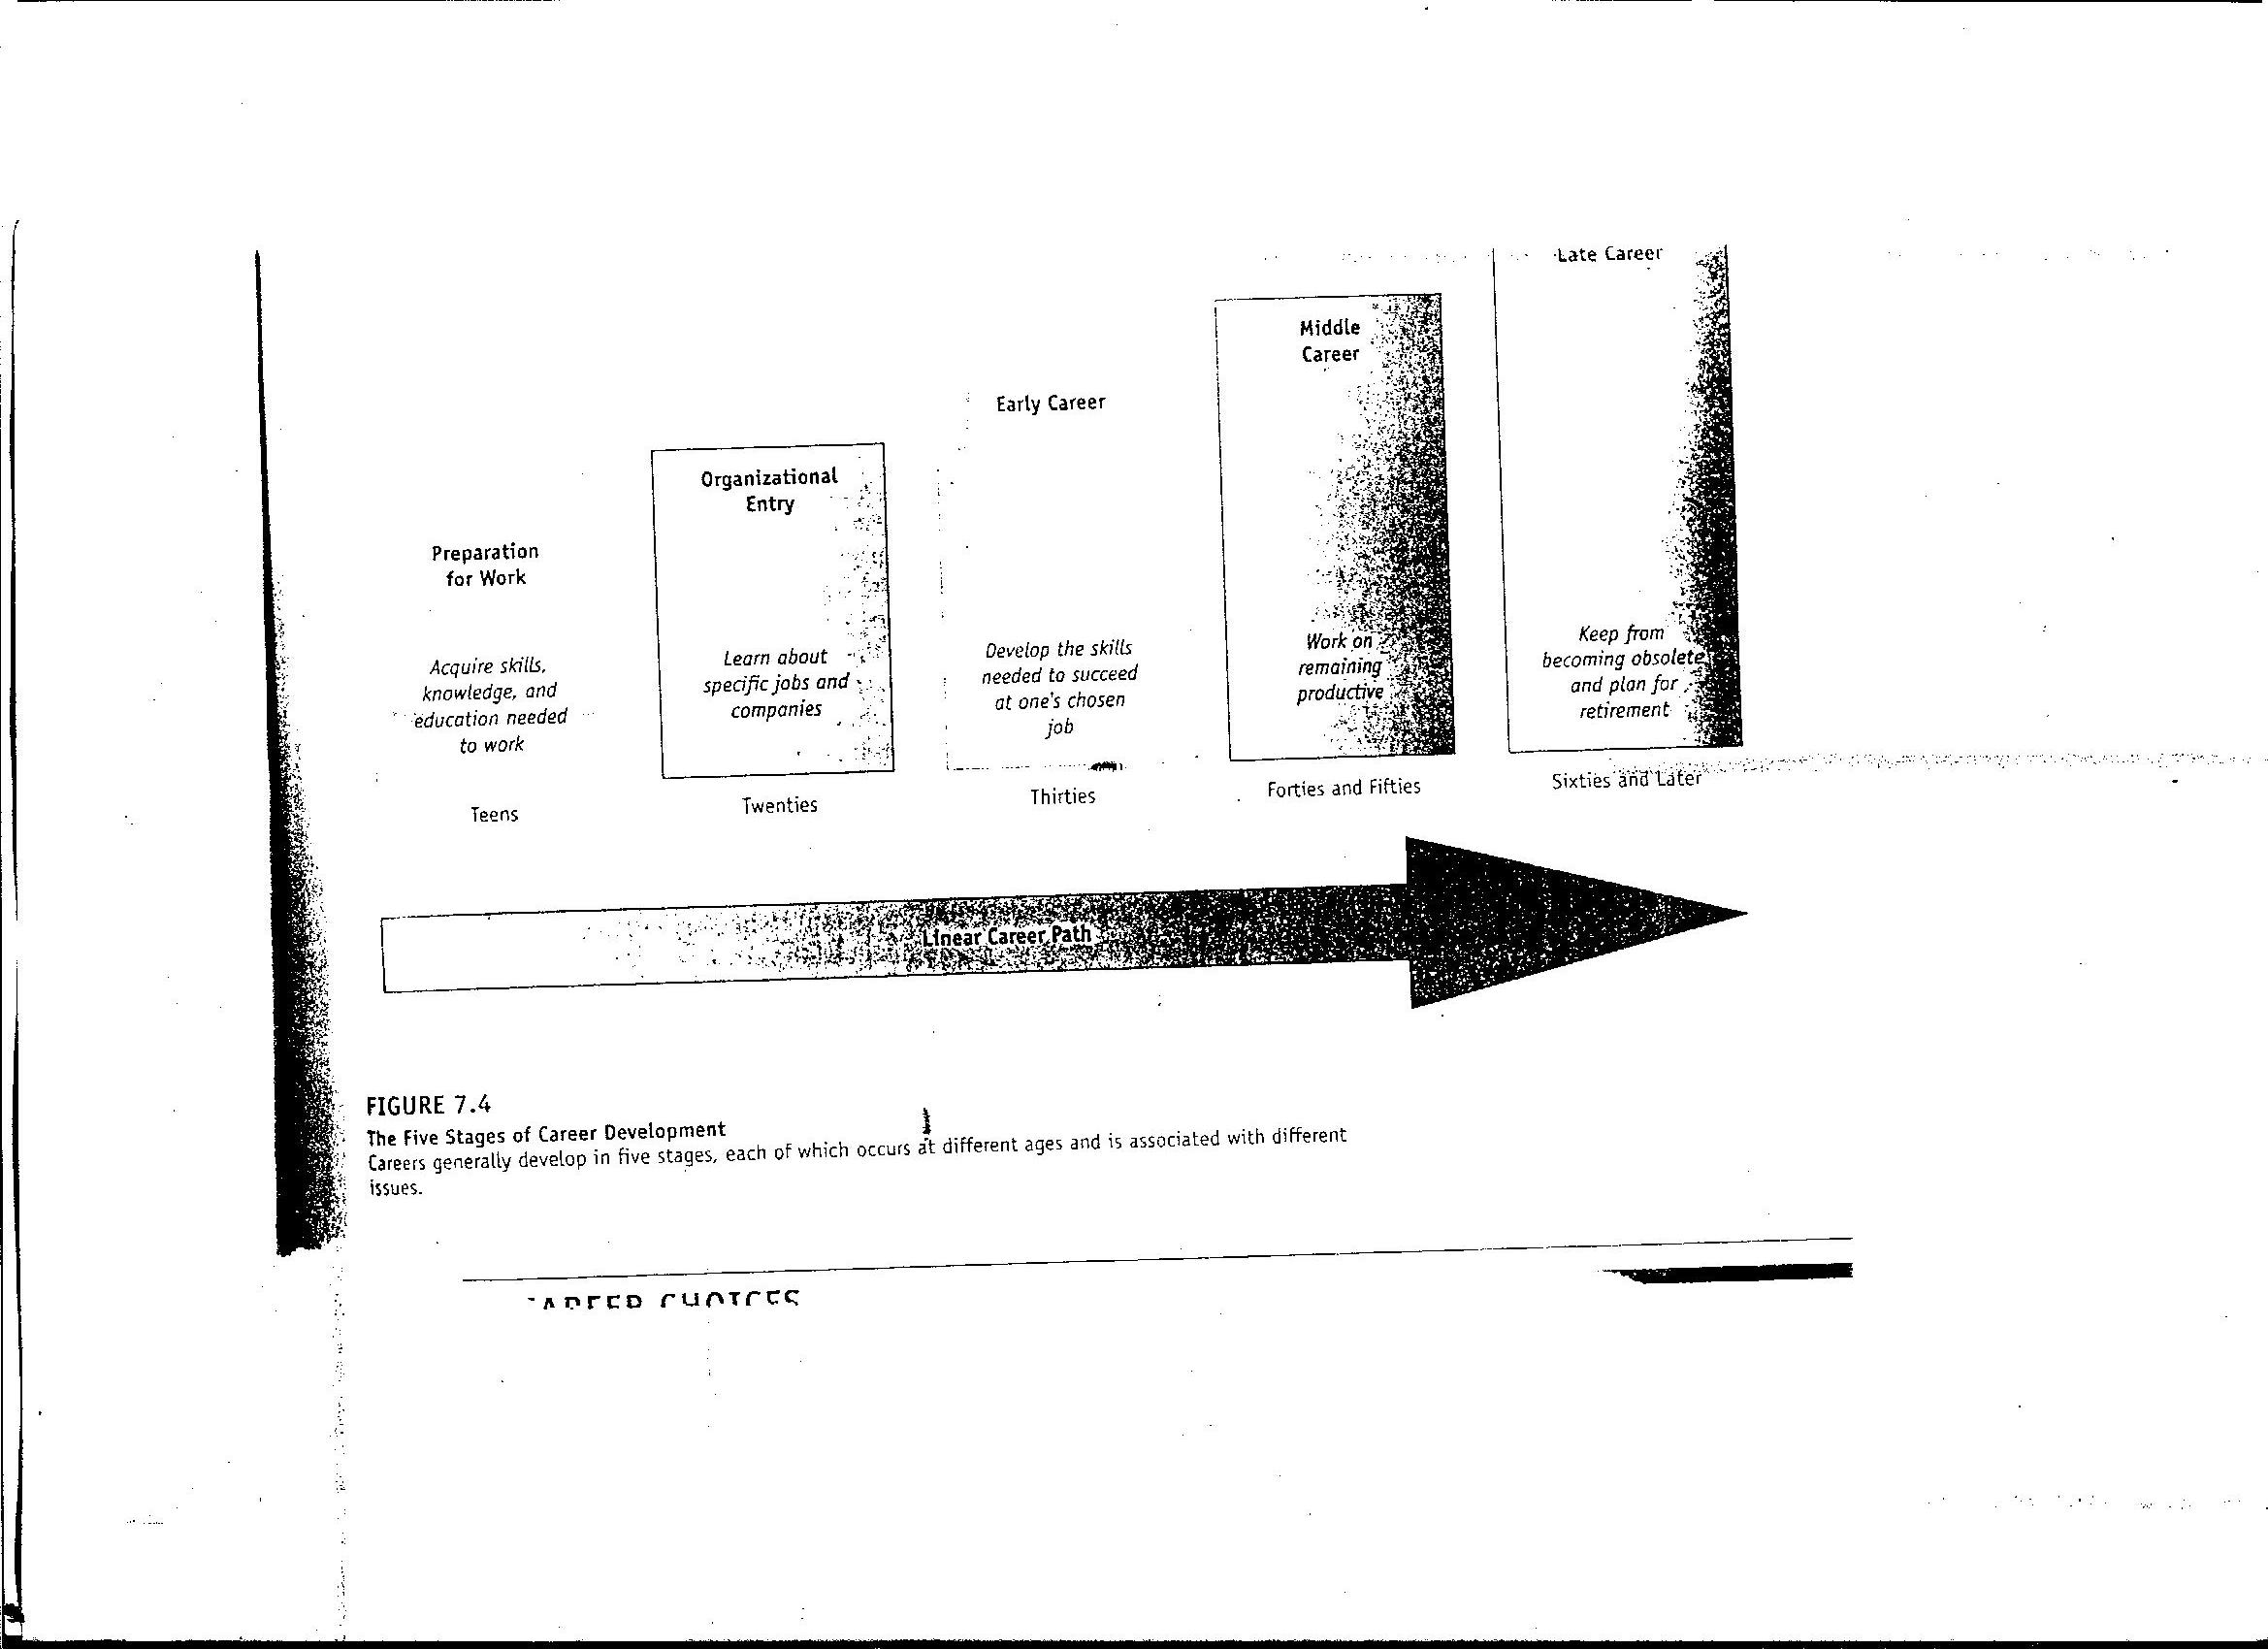 Late Career
Middle
Career
Early Career
Organizational
Entry
Preparation
for Work
Acquire skills,
knowledge, and
education needed
to work
Learn about
specific jobs and
companies
Develop the skills
needed to succeed
at one's chosen
job
Work on
remaining
productive
Keep from
becoming obsolete
and plan for
retirement
Teens
Twenties
Thirties
Forties and Fifties
Sixties and Later
Linear Career Path
FIGURE 7.4
The Five Stages of Career Development
Careers generally develop in five stages, each of which occurs at different ages and is associated with different
issues.
CAREER CHOICES